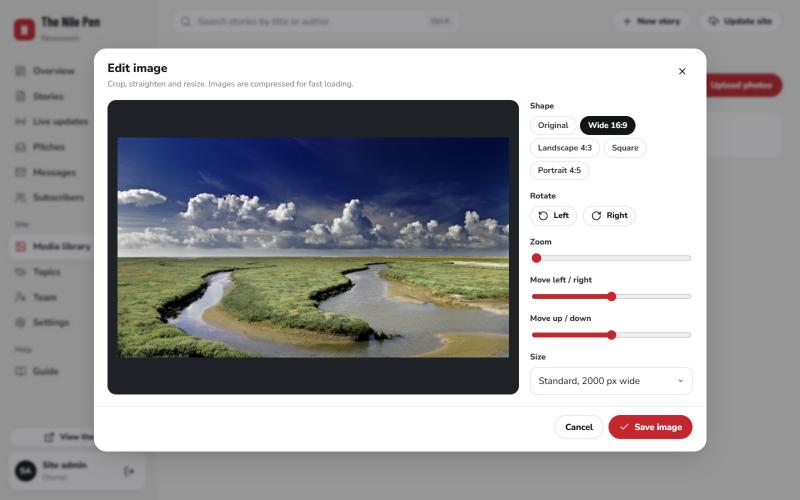 The Nile Pen
Newsroom
Search stories by title or author
Ctrl K
New story
Update site
Overview
Stories
Live updates
Pitches
Messages
Subscribers
Site
Media library
Topics
Team
Settings
Help
Guide
View the
SA
Site admin
Owner
Upload photos
Edit image
Crop, straighten and resize. Images are compressed for fast loading.
Shape
Original
Wide 16:9
Landscape 4:3
Square
Portrait 4:5
Rotate
Left
Right
Zoom
Move left / right
Move up / down
Size
Standard, 2000 px wide
Cancel
Save image